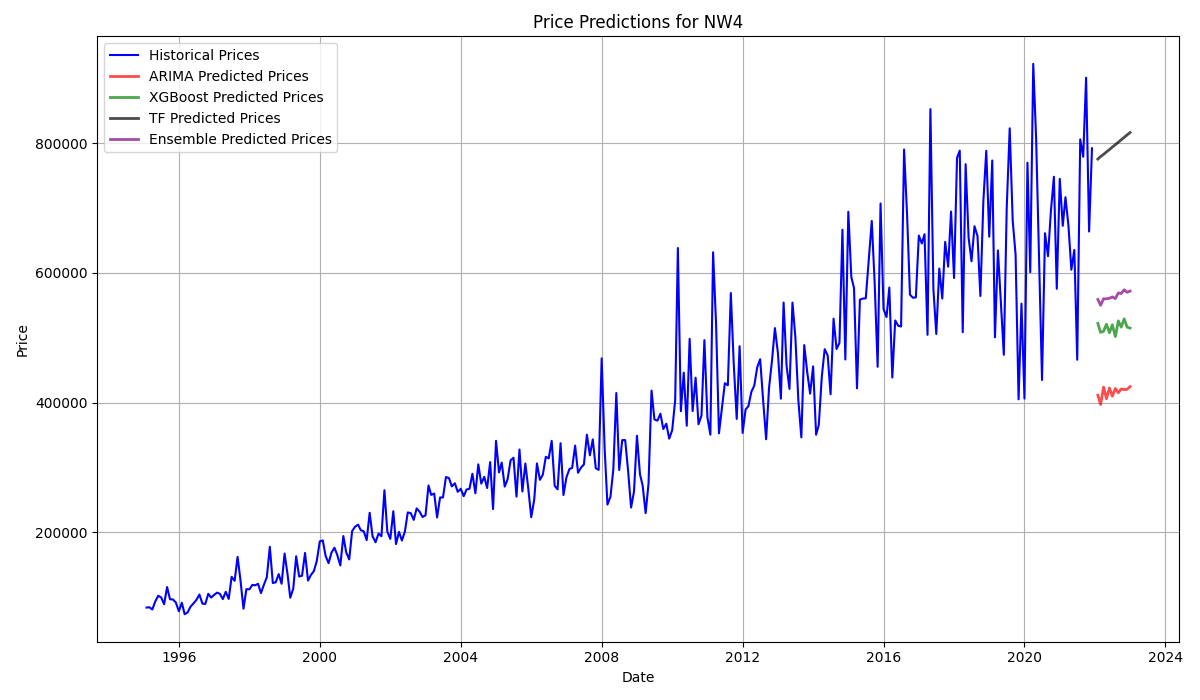 Price Predictions for NW4
Historical Prices
ARIMA Predicted Prices
XGBoost Predicted Prices
TF Predicted Prices
Ensemble Predicted Prices
800000
600000
400000
200000
Price
1996 2000 2004 2008 2012 2016 2020 2024
Date